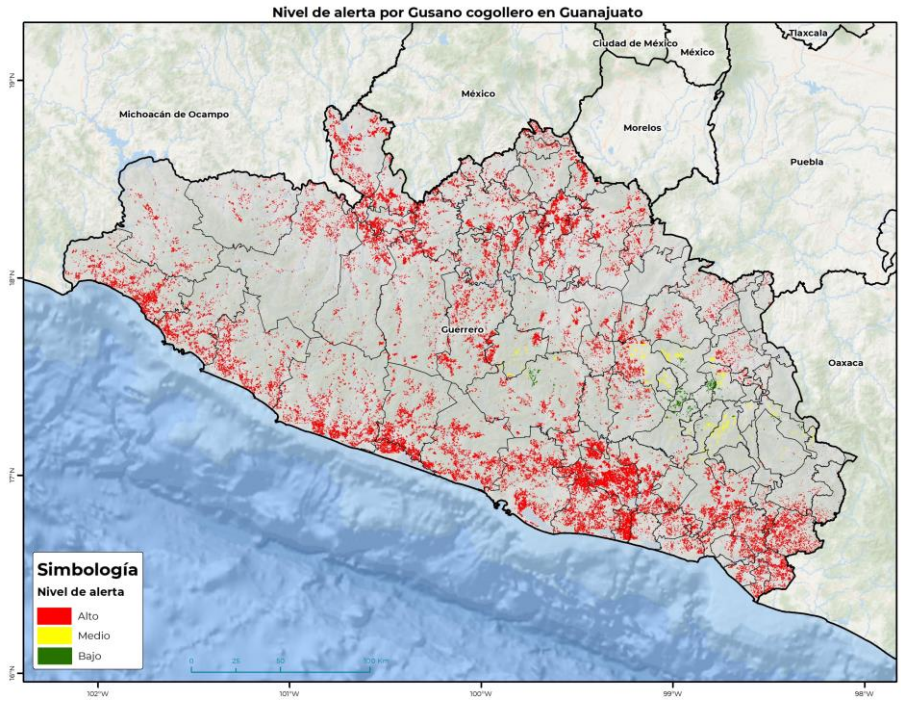 Nivel de alerta por Gusano cogollero en Guanajuato
Tlaxcala
Ciudad de México
México
19°N
México
Michoacán de Ocampo
Morelos
Puebla
18°N
Guerrero
Oaxaca
17°N
Simbología
Nivel de alerta
Alto
Medio
Bajo
0 25 50 100 Km
16°N
102°W 101°W 100°W 99°W 98°W